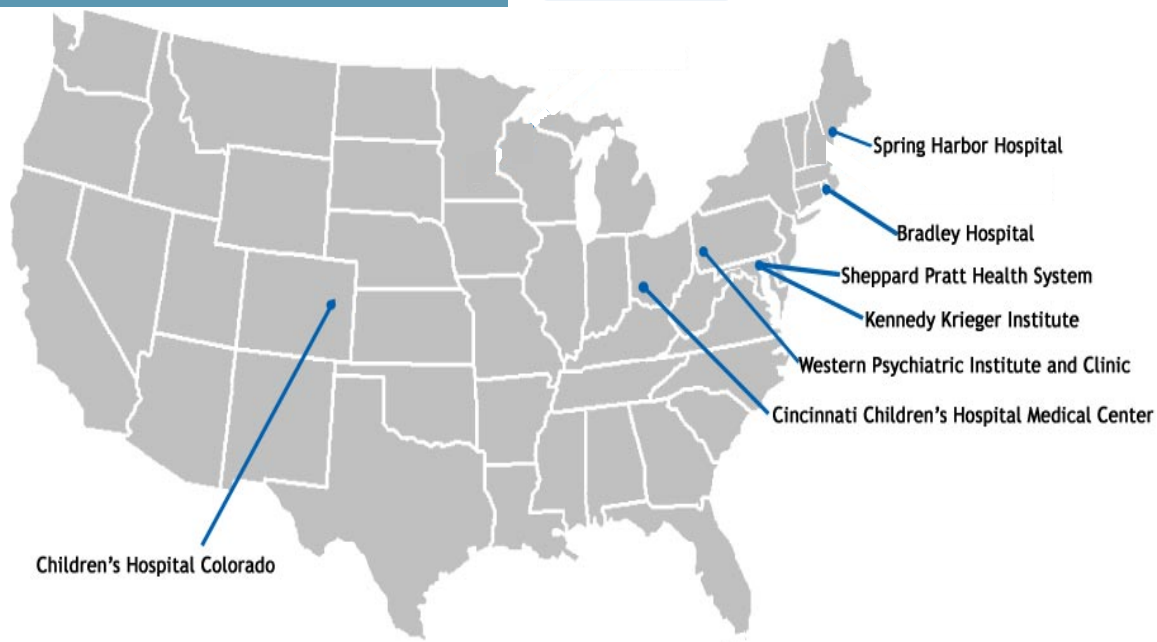 Spring Harbor Hospital
Bradley Hospital
Sheppard Pratt Health System
Kennedy Krieger Institute
Western Psychiatric Institute and Clinic
Cincinnati Children's Hospital Medical Center
Children's Hospital Colorado